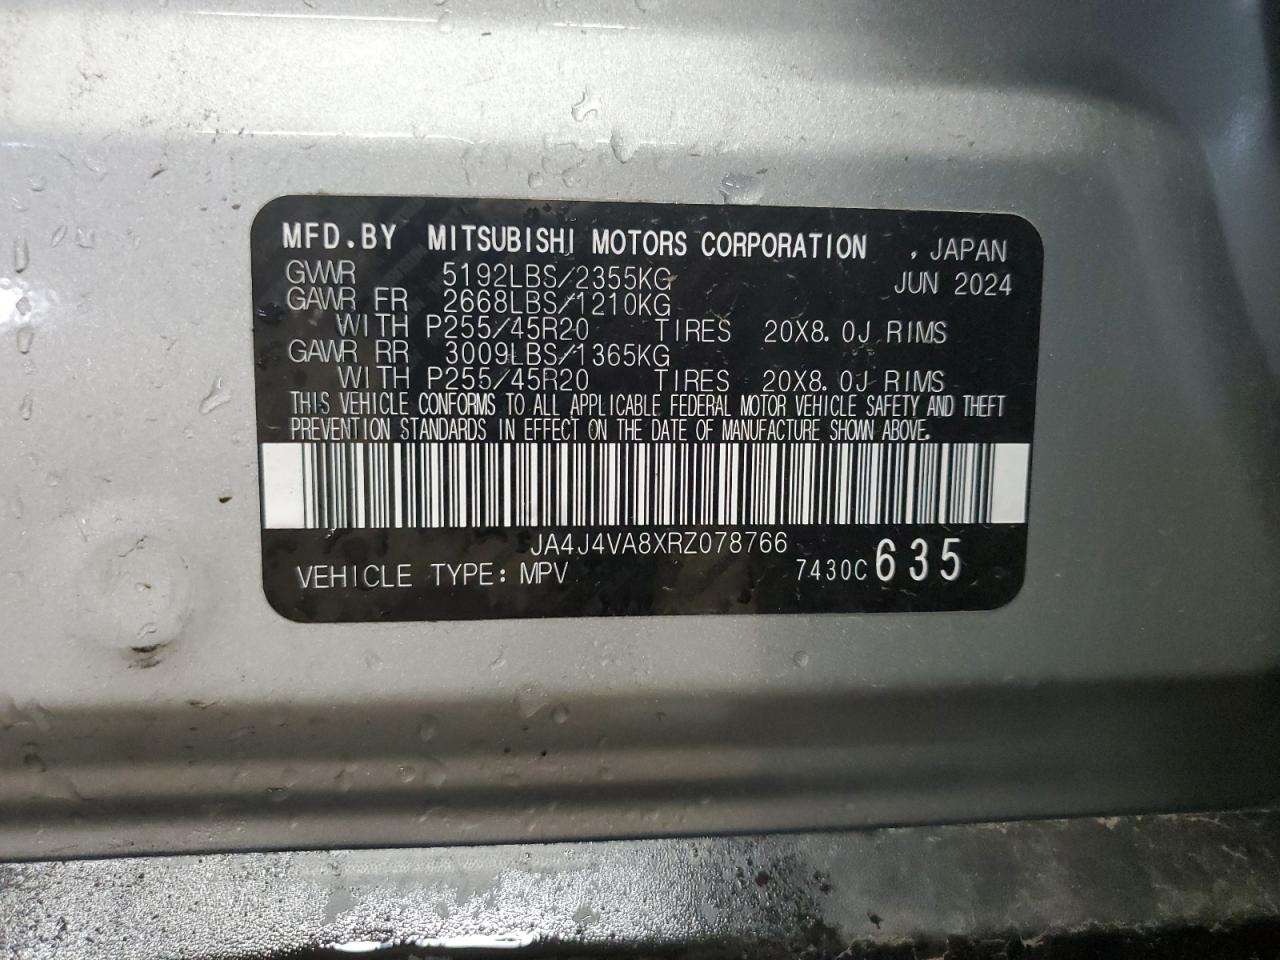 MFD.BY MITSUBISHI MOTORS CORPORATION , JAPAN
GVWR 5192LBS/2355KG JUN 2024
GAWR FR 2668LBS/1210KG
WITH P255/45R20 TIRES 20X8.0J RIMS
GAWR RR 3009LBS/1365KG
WITH P255/45R20 TIRES 20X8.0J RIMS
THIS VEHICLE CONFORMS TO ALL APPLICABLE FEDERAL MOTOR VEHICLE SAFETY AND THEFT
PREVENTION STANDARDS IN EFFECT ON THE DATE OF MANUFACTURE SHOWN ABOVE.
JA4J4VA8XRZ078766
VEHICLE TYPE: MPV 7430C 635